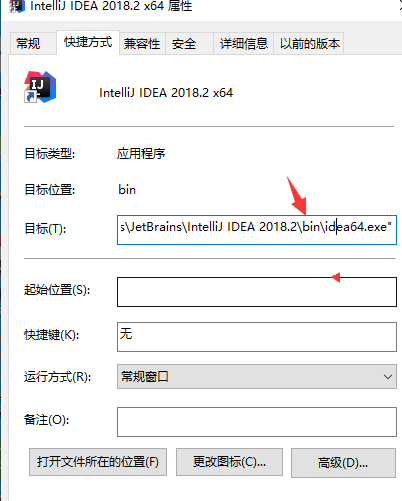 IntelliJ IDEA 2018.2 x64 属性
常规 快捷方式 兼容性 安全 详细信息 以前的版本
IntelliJ IDEA 2018.2 x64
目标类型: 应用程序
目标位置: bin
目标(T): s\JetBrains\IntelliJ IDEA 2018.2\bin\idea64.exe"
起始位置(S):
快捷键(K): 无
运行方式(R): 常规窗口
备注(O):
打开文件所在的位置(F) 更改图标(C)... 高级(D)...